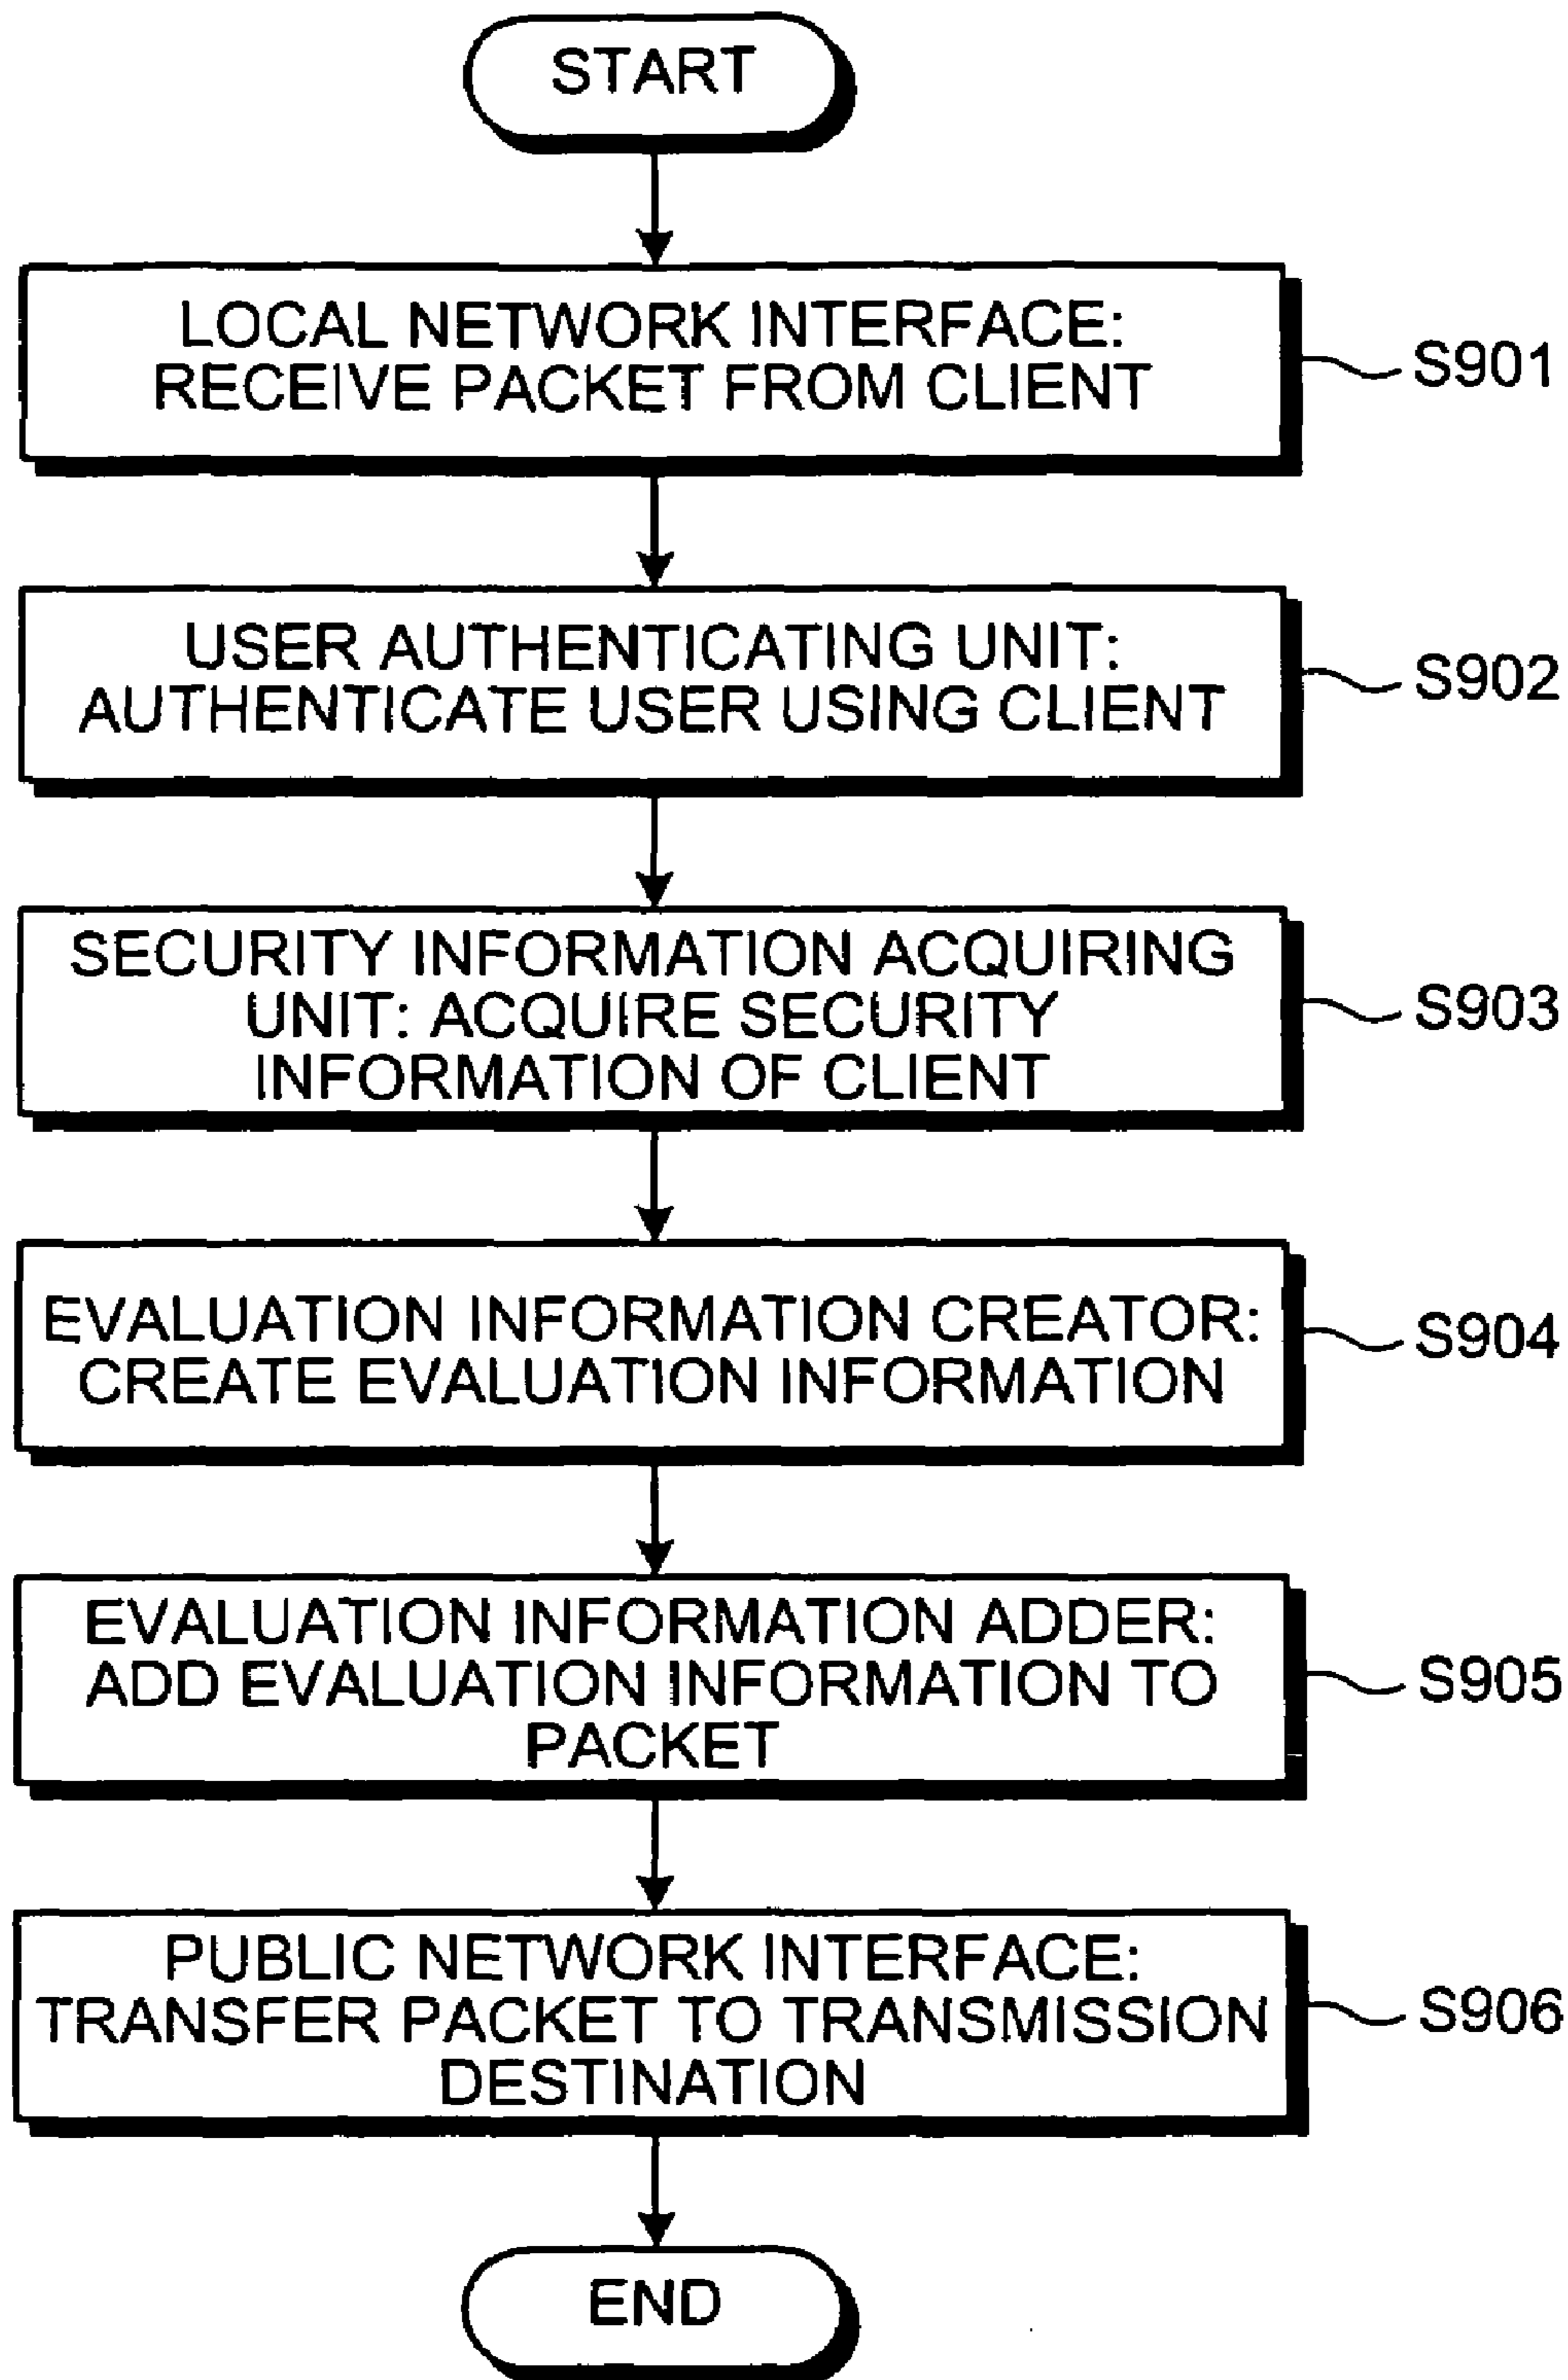 START
LOCAL NETWORK INTERFACE:
RECEIVE PACKET FROM CLIENT
S901
USER AUTHENTICATING UNIT:
AUTHENTICATE USER USING CLIENT
S902
SECURITY INFORMATION ACQUIRING
UNIT: ACQUIRE SECURITY
INFORMATION OF CLIENT
S903
EVALUATION INFORMATION CREATOR:
CREATE EVALUATION INFORMATION
S904
EVALUATION INFORMATION ADDER:
ADD EVALUATION INFORMATION TO
PACKET
S905
PUBLIC NETWORK INTERFACE:
TRANSFER PACKET TO TRANSMISSION
DESTINATION
S906
END